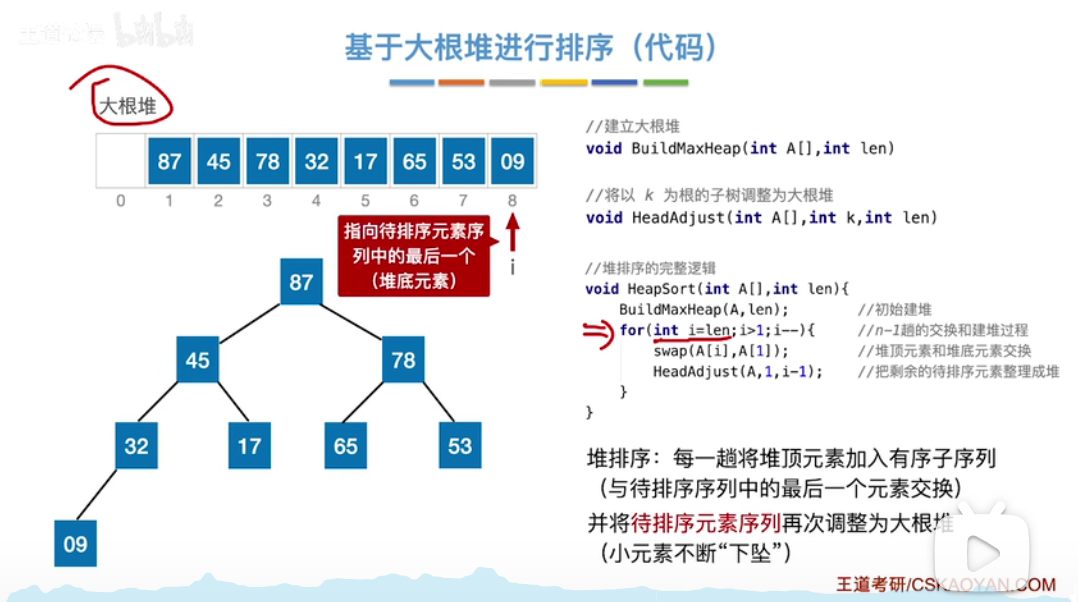 王道考研 bilibili
基于大根堆进行排序（代码）
大根堆
87 45 78 32 17 65 53 09
0 1 2 3 4 5 6 7 8
指向待排序元素序
列中的最后一个
（堆底元素）
i
87
45 78
32 17 65 53
09
//建立大根堆
void BuildMaxHeap(int A[],int len)
//将以 k 为根的子树调整为大根堆
void HeadAdjust(int A[],int k,int len)
//堆排序的完整逻辑
void HeapSort(int A[],int len){
BuildMaxHeap(A,len); //初始建堆
for(int i=len;i>1;i--){ //n-1趟的交换和建堆过程
swap(A[i],A[1]); //堆顶元素和堆底元素交换
HeadAdjust(A,1,i-1); //把剩余的待排序元素整理成堆
}
}
堆排序：每一趟将堆顶元素加入有序子序列
（与待排序序列中的最后一个元素交换）
并将待排序元素序列再次调整为大根堆
（小元素不断“下坠”）
王道考研/CSKAOYAN.COM